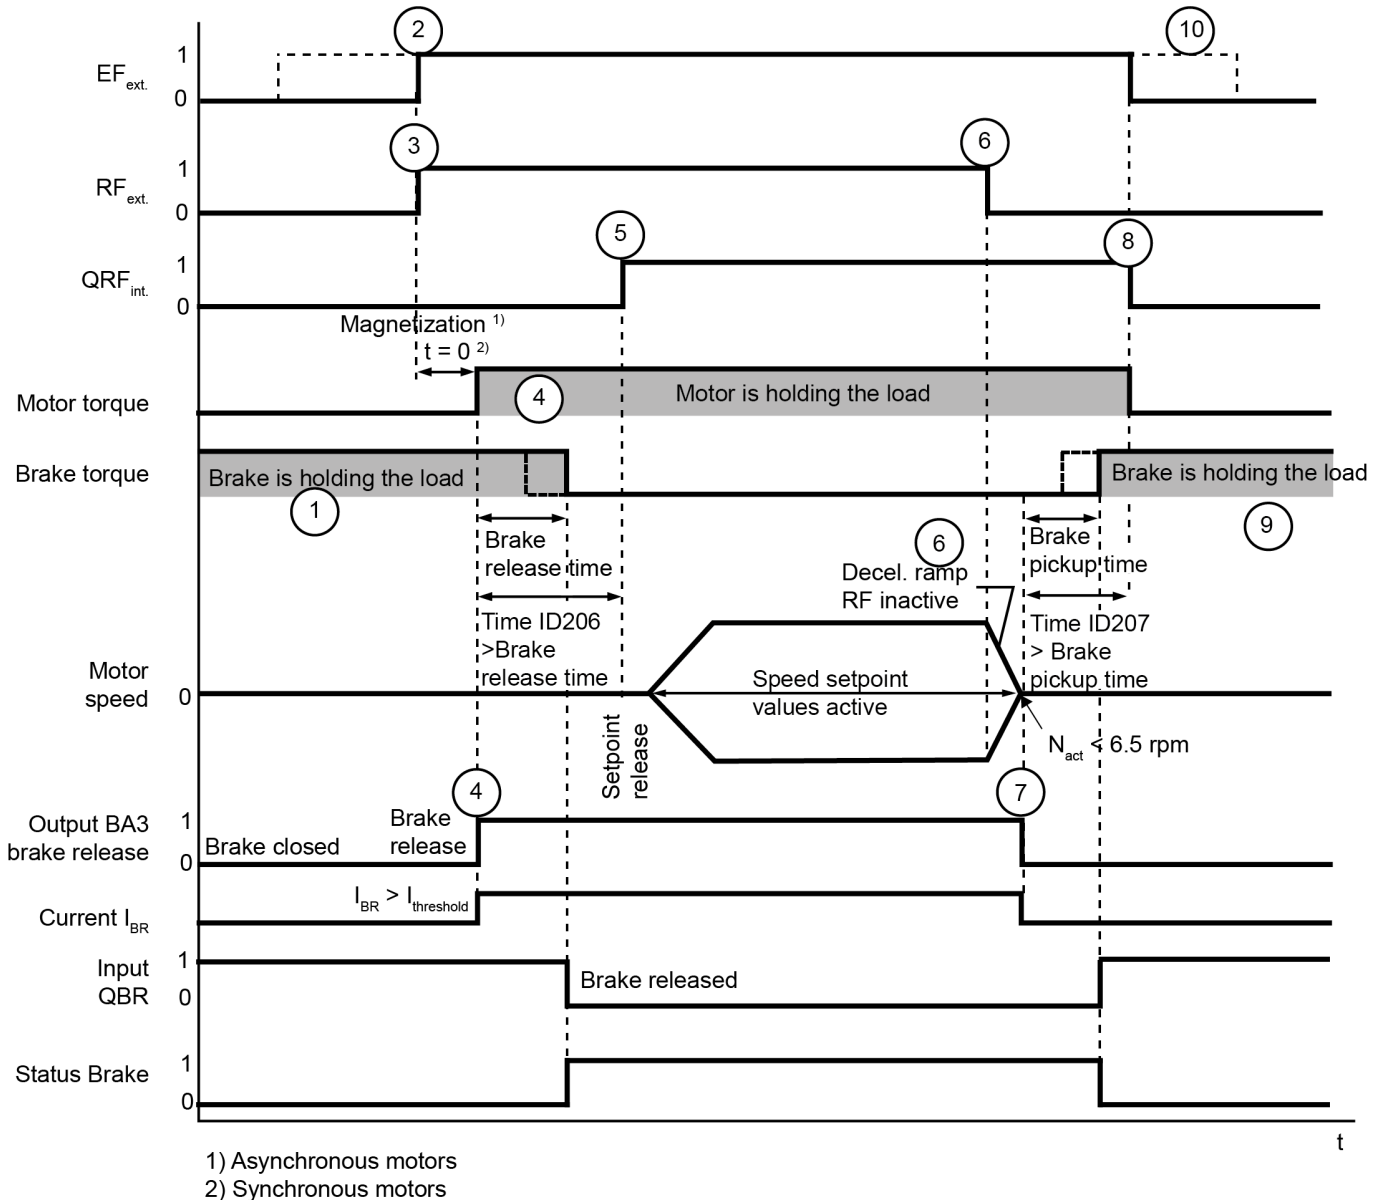 2
10
EFext.
1
0
3
6
RFext.
1
0
5
8
QRFint.
1
0
Magnetization 1)
t = 0 2)
Motor torque
4
Motor is holding the load
Brake torque
Brake is holding the load
Brake is holding the load
1
9
Brake
release time
6
Brake
pickup time
Decel. ramp
RF inactive
Time ID206
>Brake
release time
Time ID207
> Brake
pickup time
Motor
speed
0
Speed setpoint
values active
Setpoint
release
Nact < 6.5 rpm
4
7
Output BA3
brake release
1
0
Brake closed
Brake
release
Current IBR
IBR > Ithreshold
Input
QBR
1
0
Brake released
Status Brake
1
0
t
1) Asynchronous motors
2) Synchronous motors